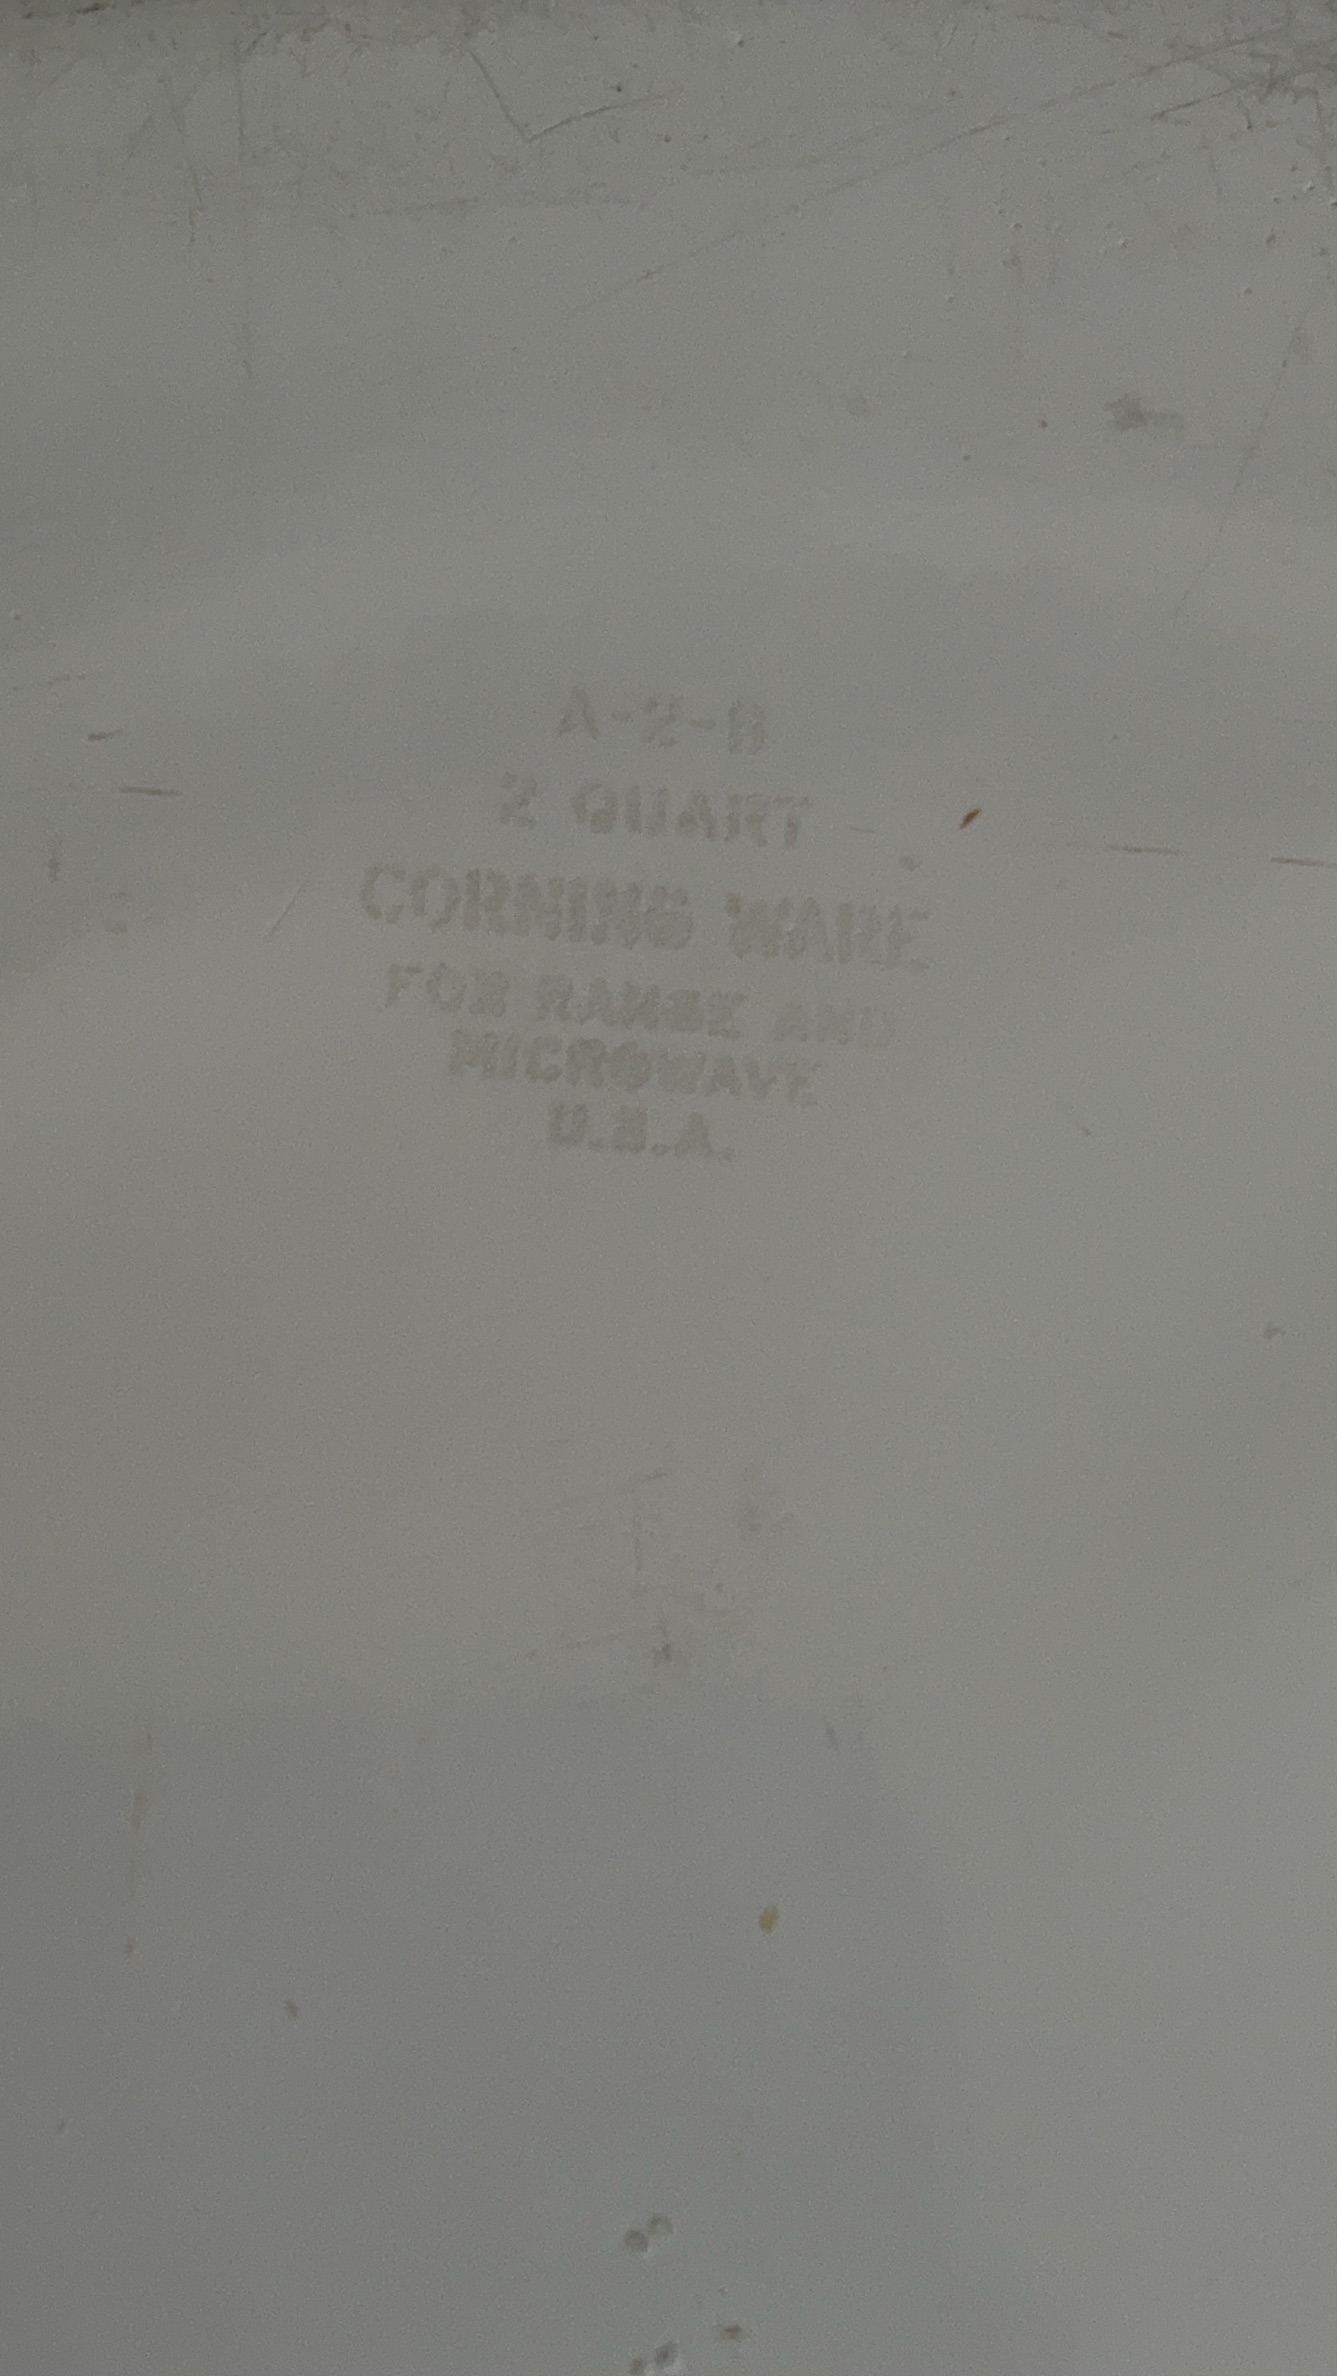 A-2-B
2 QUART
CORNING WARE
FOR RANGE AND
MICROWAVE
U.S.A.